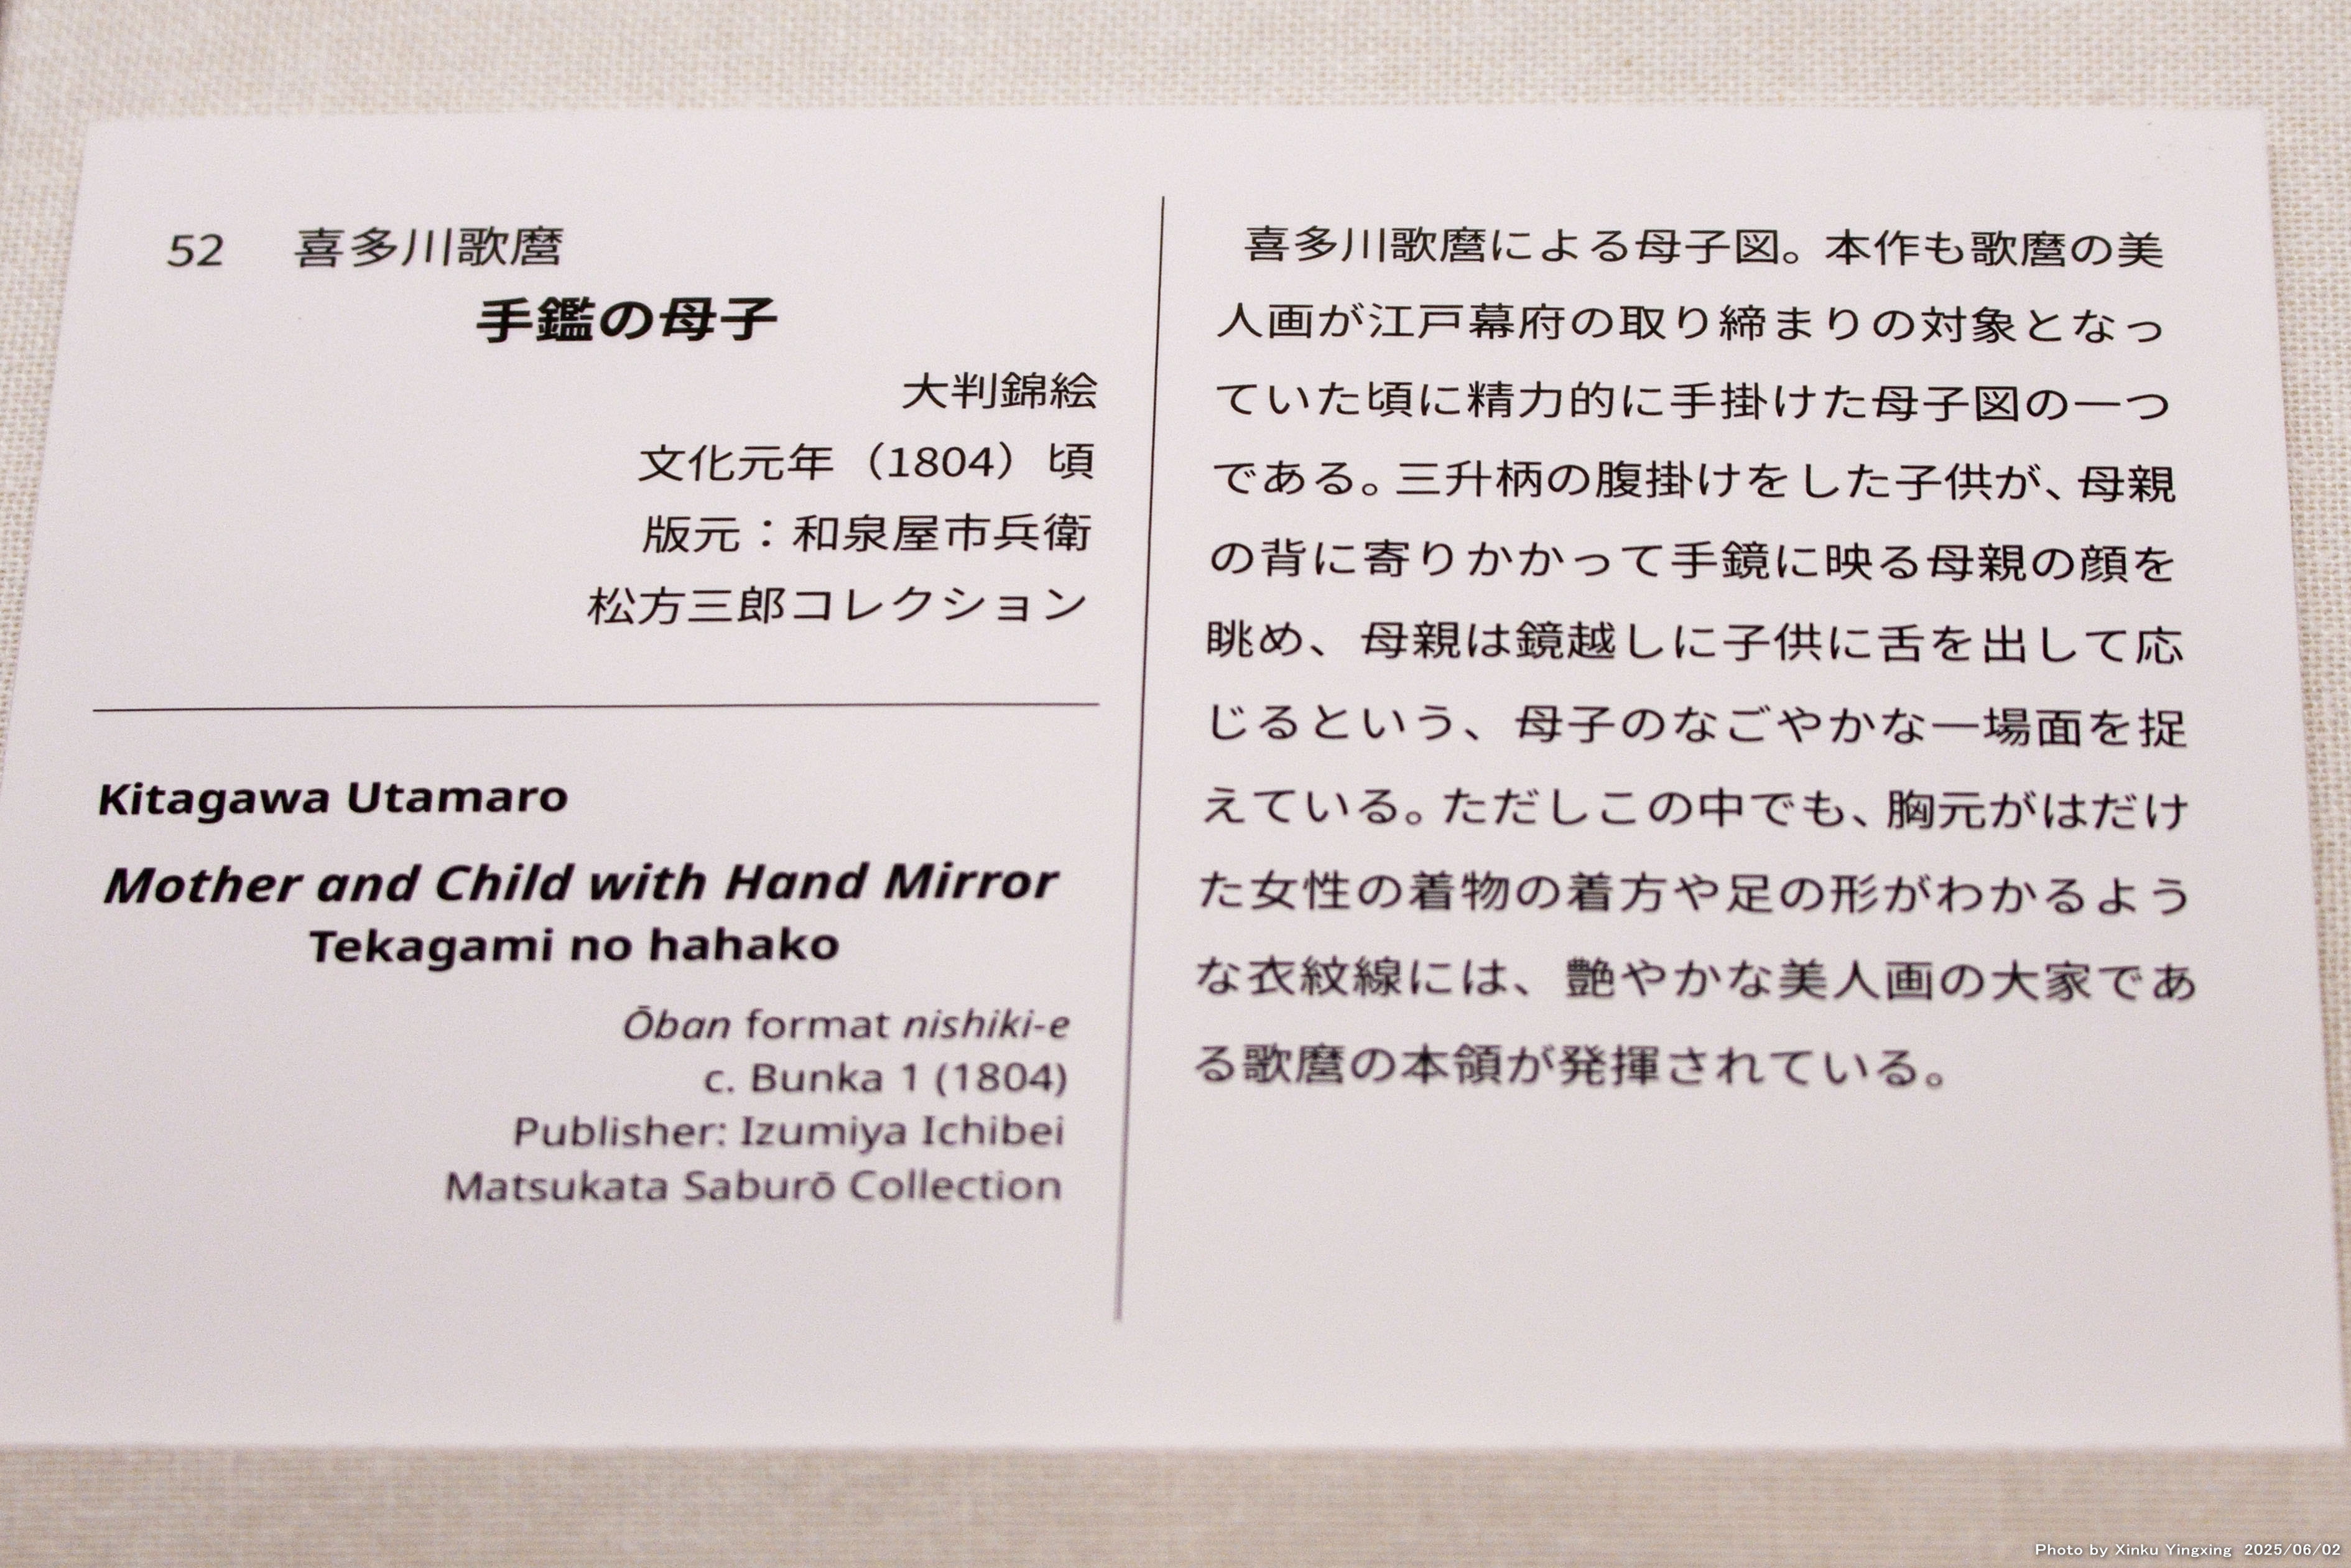 52 喜多川歌麿
手鑑の母子
大判錦絵
文化元年（1804）頃
版元：和泉屋市兵衛
松方三郎コレクション
Kitagawa Utamaro
Mother and Child with Hand Mirror
Tekagami no hahako
Ōban format nishiki-e
c. Bunka 1 (1804)
Publisher: Izumiya Ichibei
Matsukata Saburō Collection
喜多川歌麿による母子図。本作も歌麿の美
人画が江戸幕府の取り締まりの対象となっ
ていた頃に精力的に手掛けた母子図の一つ
である。三升柄の腹掛けをした子供が、母親
の背に寄りかかって手鏡に映る母親の顔を
眺め、母親は鏡越しに子供に舌を出して応
じるという、母子のなごやかな一場面を捉
えている。ただしこの中でも、胸元がはだけ
た女性の着物の着方や足の形がわかるよう
な衣紋線には、艶やかな美人画の大家であ
る歌麿の本領が発揮されている。
Photo by Xinku Yingxing 2025/06/02